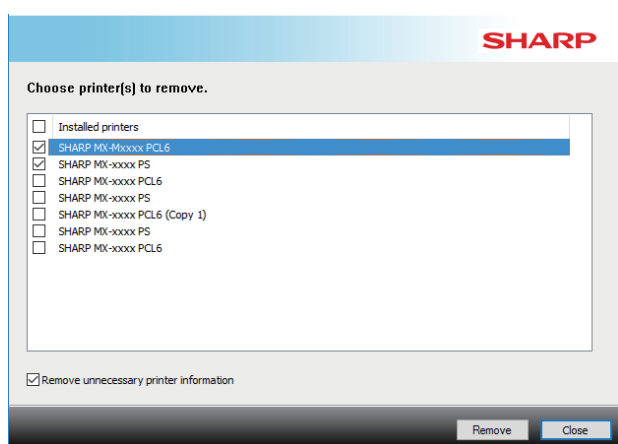 SHARP
Choose printer(s) to remove.
Installed printers
SHARP MX-Mxxxx PCL6
SHARP MX-xxxx PS
SHARP MX-xxxx PCL6
SHARP MX-xxxx PS
SHARP MX-xxxx PCL6 (Copy 1)
SHARP MX-xxxx PS
SHARP MX-xxxx PCL6
Remove unnecessary printer information
Remove Close